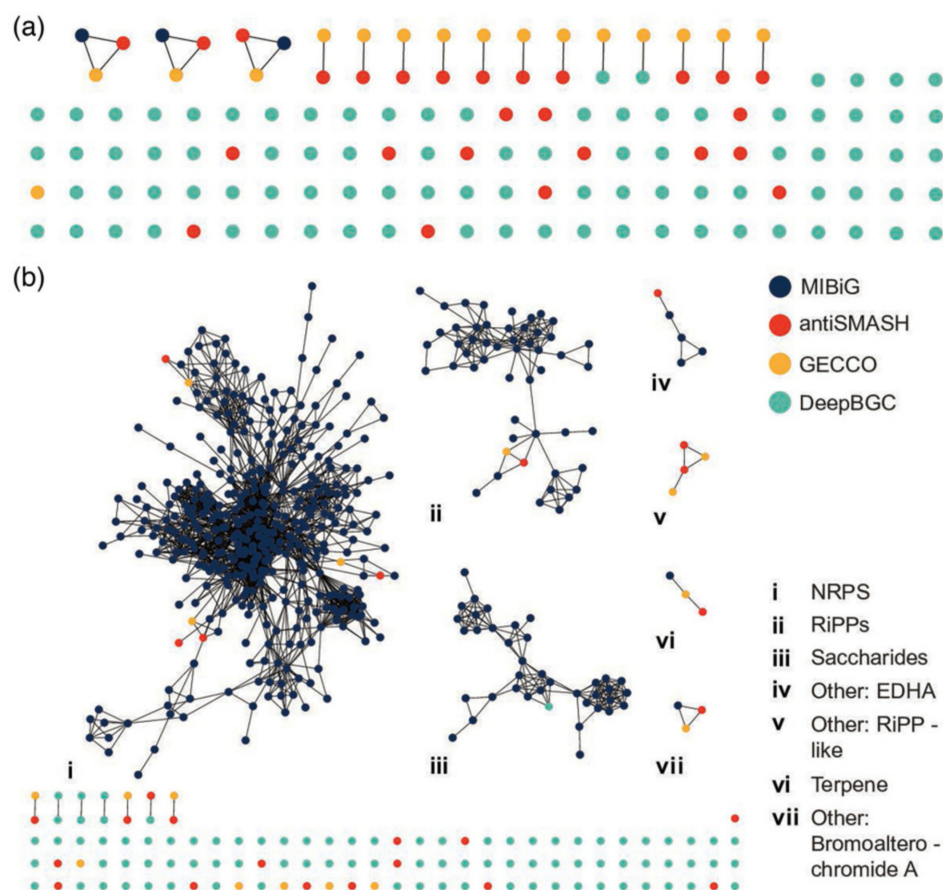 (a)
(b)
MIBiG
antiSMASH
GECCO
DeepBGC
i
ii
iii
iv
v
vi
vii
i NRPS
ii RiPPs
iii Saccharides
iv Other: EDHA
v Other: RiPP -
like
vi Terpene
vii Other:
Bromoaltero -
chromide A